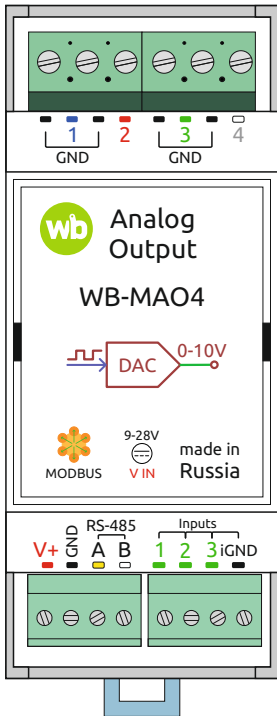 1 2 3 4
GND GND
wb Analog
Output
WB-MAO4
DAC 0-10V
9-28V
MODBUS V IN
made in
Russia
RS-485 Inputs
V+ GND A B 1 2 3 iGND